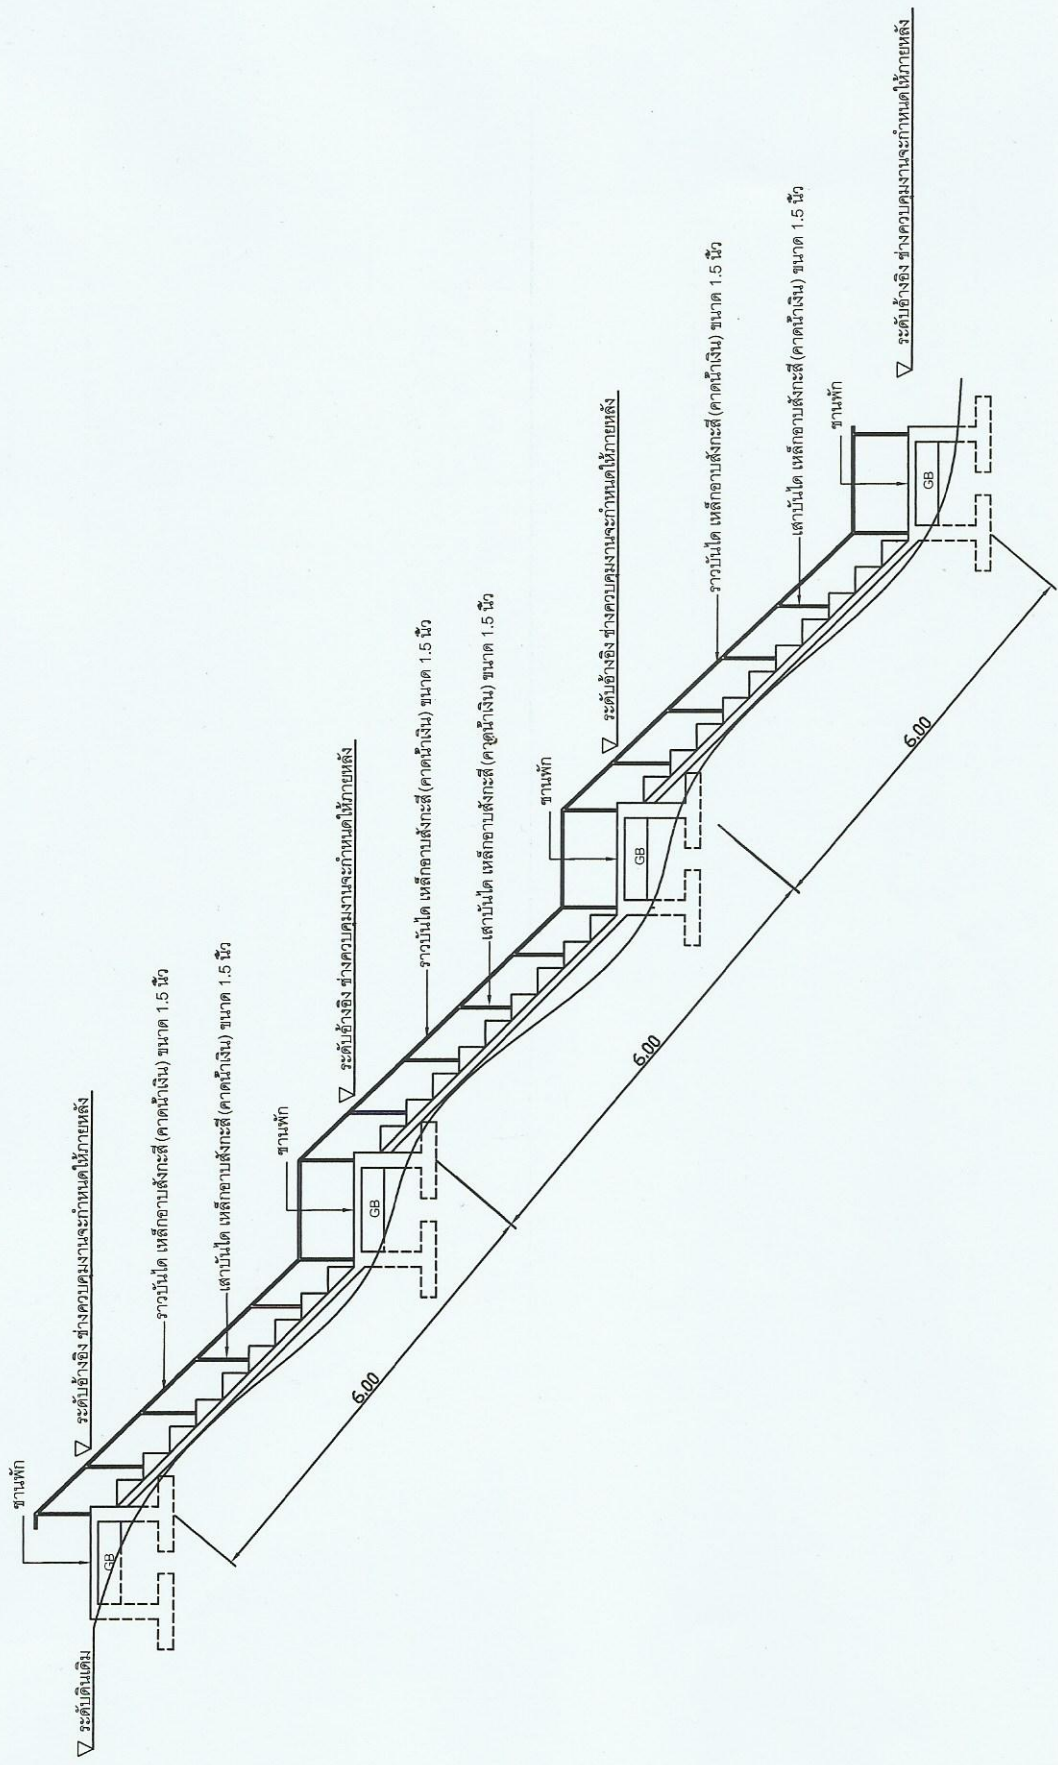 ระดับดินเดิม
ชานพัก
GB
ระดับอ้างอิง ช่างควบคุมงานจะกำหนดให้ภายหลัง
ราวบันได เหล็กอาบสังกะสี (คาดน้ำเงิน) ขนาด 1.5 นิ้ว
เสาบันได เหล็กอาบสังกะสี (คาดน้ำเงิน) ขนาด 1.5 นิ้ว
6.00
ชานพัก
GB
ระดับอ้างอิง ช่างควบคุมงานจะกำหนดให้ภายหลัง
ราวบันได เหล็กอาบสังกะสี (คาดน้ำเงิน) ขนาด 1.5 นิ้ว
เสาบันได เหล็กอาบสังกะสี (คาดน้ำเงิน) ขนาด 1.5 นิ้ว
6.00
ชานพัก
GB
ระดับอ้างอิง ช่างควบคุมงานจะกำหนดให้ภายหลัง
ราวบันได เหล็กอาบสังกะสี (คาดน้ำเงิน) ขนาด 1.5 นิ้ว
เสาบันได เหล็กอาบสังกะสี (คาดน้ำเงิน) ขนาด 1.5 นิ้ว
6.00
ชานพัก
GB
ระดับอ้างอิง ช่างควบคุมงานจะกำหนดให้ภายหลัง